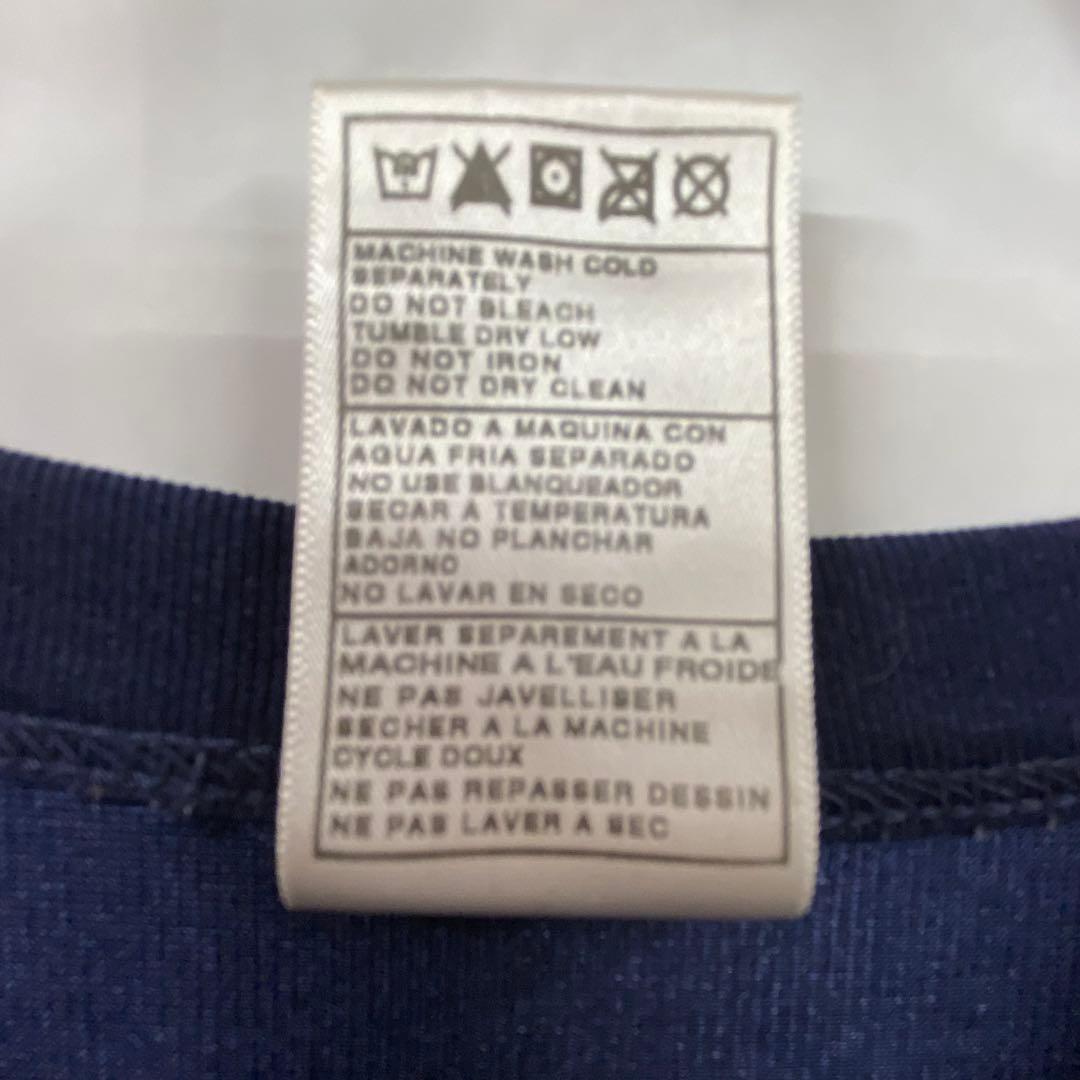 MACHINE WASH COLD
SEPARATELY
DO NOT BLEACH
TUMBLE DRY LOW
DO NOT IRON
DO NOT DRY CLEAN
LAVADO A MAQUINA CON
AGUA FRIA SEPARADO
NO USE BLANQUEADOR
SECAR A TEMPERATURA
BAJA NO PLANCHAR
ADORNO
NO LAVAR EN SECO
LAVER SEPAREMENT A LA
MACHINE A L'EAU FROIDE
NE PAS JAVELLISER
SECHER A LA MACHINE
CYCLE DOUX
NE PAS REPASSER DESSIN
NE PAS LAVER A SEC